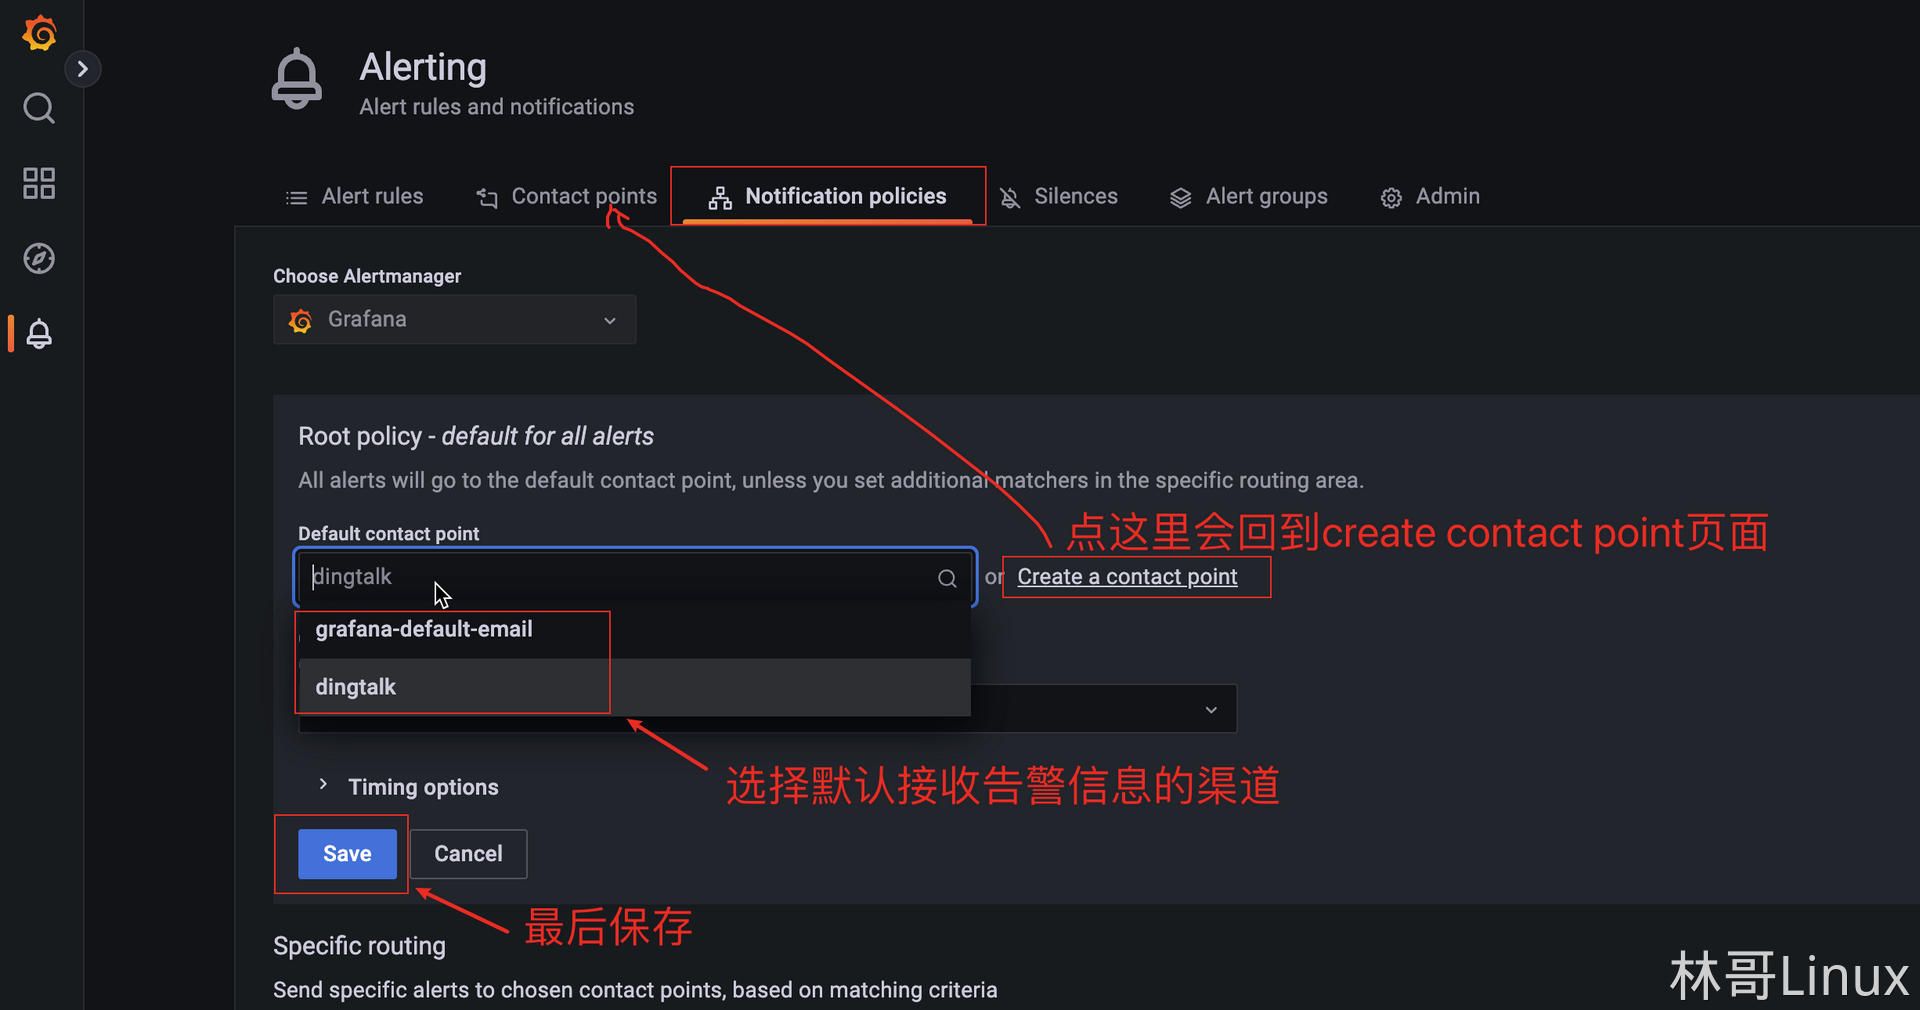 Alerting
Alert rules and notifications
Alert rules
Contact points
Notification policies
Silences
Alert groups
Admin
Choose Alertmanager
Grafana
Root policy - default for all alerts
All alerts will go to the default contact point, unless you set additional matchers in the specific routing area.
点这里会回到create contact point页面
Default contact point
dingtalk
or Create a contact point
grafana-default-email
dingtalk
选择默认接收告警信息的渠道
Timing options
Save
Cancel
最后保存
Specific routing
Send specific alerts to chosen contact points, based on matching criteria
林哥Linux